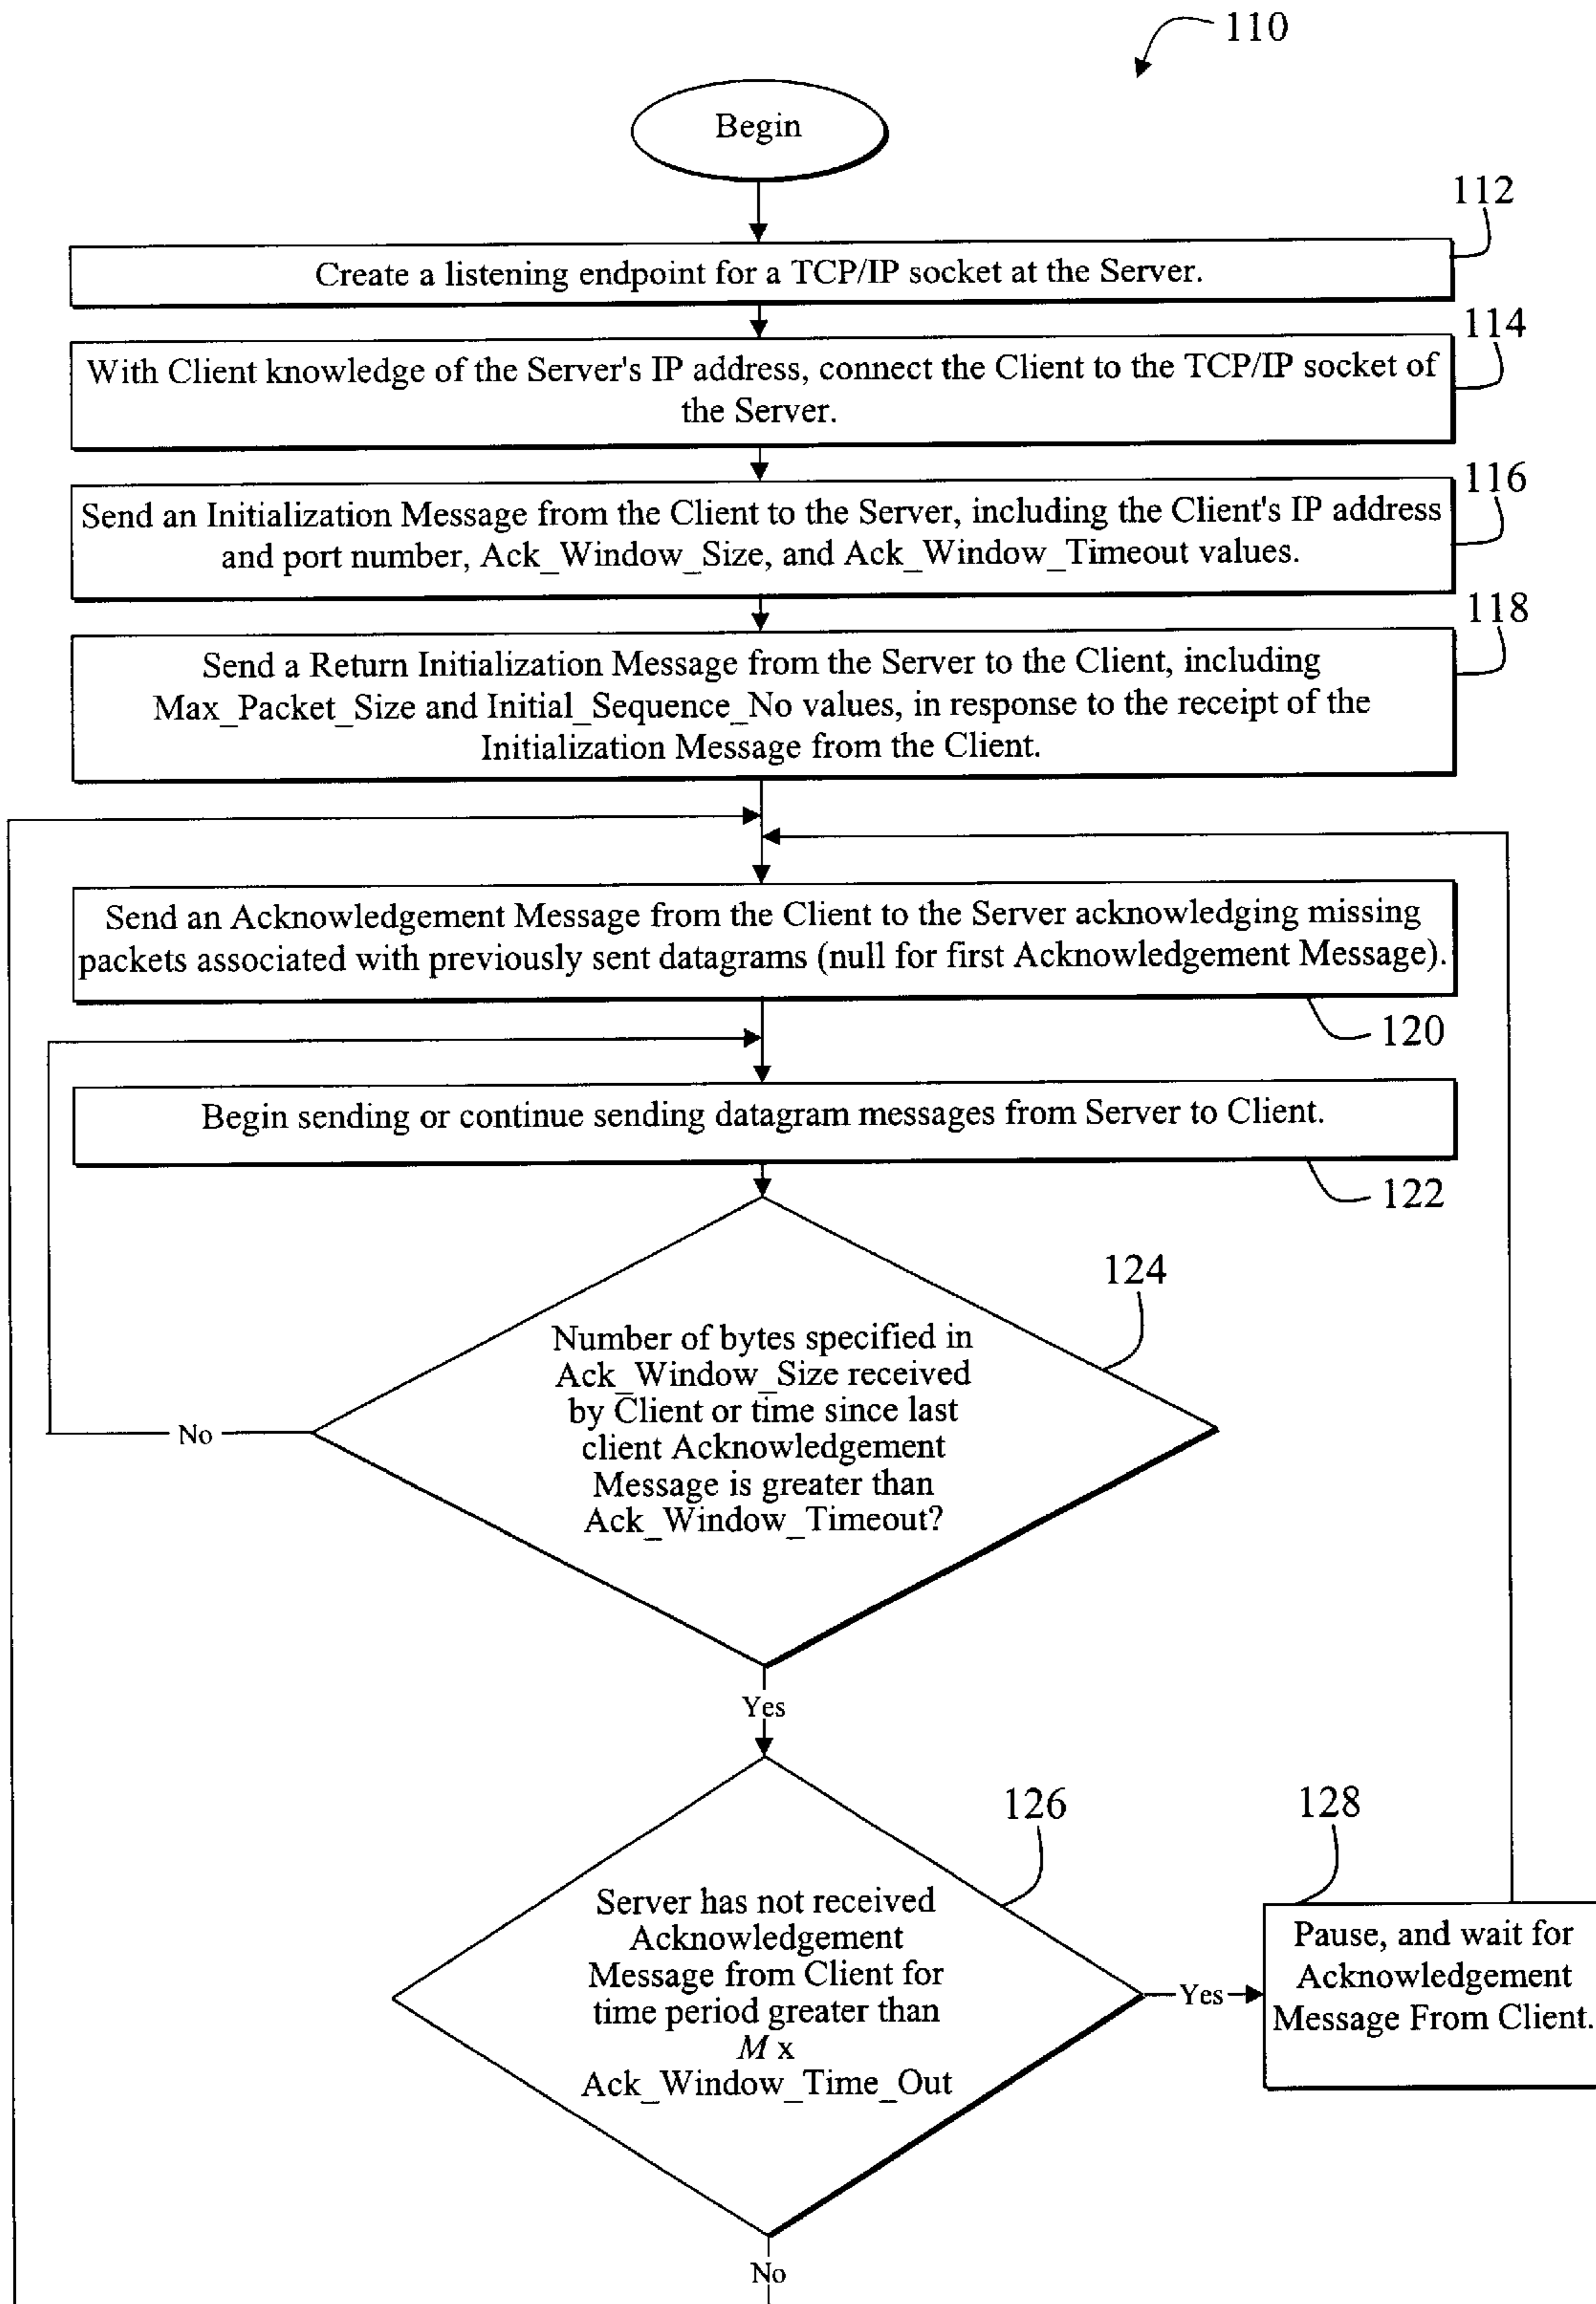 110
Begin
112
Create a listening endpoint for a TCP/IP socket at the Server.
114
With Client knowledge of the Server's IP address, connect the Client to the TCP/IP socket of
the Server.
116
Send an Initialization Message from the Client to the Server, including the Client's IP address
and port number, Ack_Window_Size, and Ack_Window_Timeout values.
118
Send a Return Initialization Message from the Server to the Client, including
Max_Packet_Size and Initial_Sequence_No values, in response to the receipt of the
Initialization Message from the Client.
Send an Acknowledgement Message from the Client to the Server acknowledging missing
packets associated with previously sent datagrams (null for first Acknowledgement Message).
120
Begin sending or continue sending datagram messages from Server to Client.
122
124
Number of bytes specified in
Ack_Window_Size received
by Client or time since last
client Acknowledgement
Message is greater than
Ack_Window_Timeout?
No
Yes
126
Server has not received
Acknowledgement
Message from Client for
time period greater than
M x
Ack_Window_Time_Out
Yes
128
Pause, and wait for
Acknowledgement
Message From Client.
No